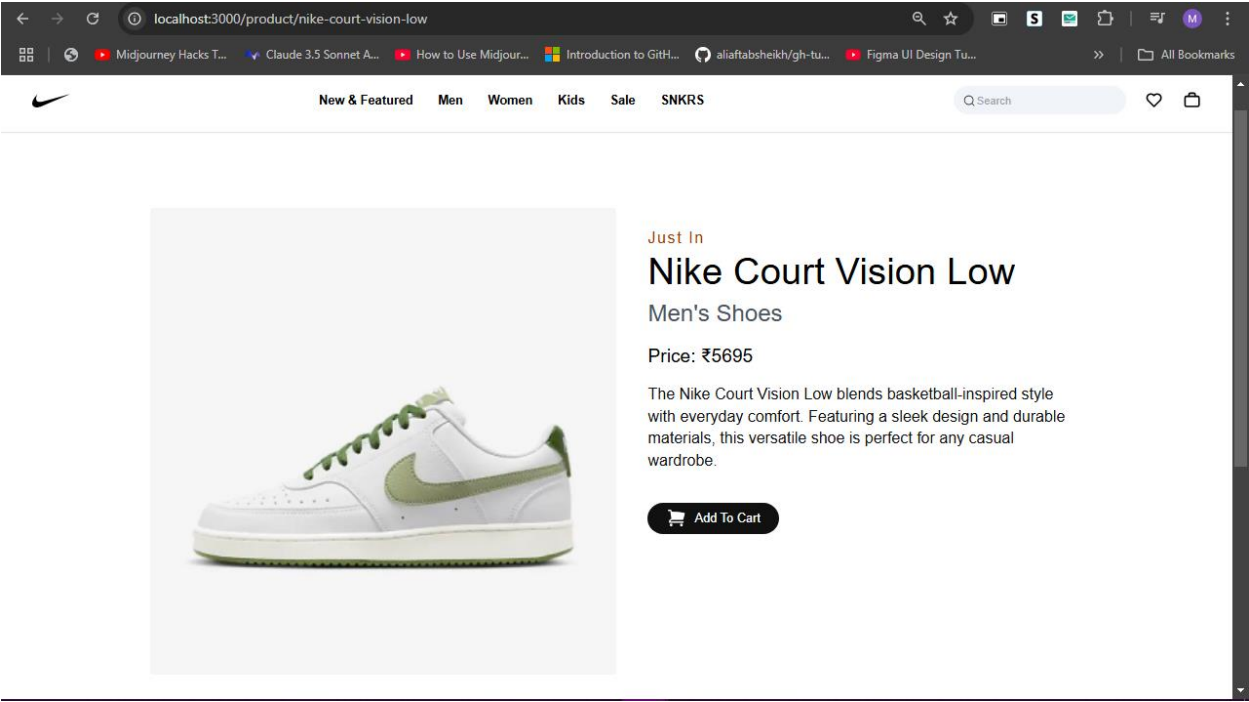 localhost:3000/product/nike-court-vision-low
S
M
Midjourney Hacks T...
Claude 3.5 Sonnet A...
How to Use Midjour...
Introduction to GitH...
aliaftabsheikh/gh-tu...
Figma UI Design Tu...
»
All Bookmarks
New & Featured Men Women Kids Sale SNKRS
Search
Just In
Nike Court Vision Low
Men's Shoes
Price: ₹5695
The Nike Court Vision Low blends basketball-inspired style
with everyday comfort. Featuring a sleek design and durable
materials, this versatile shoe is perfect for any casual
wardrobe.
Add To Cart